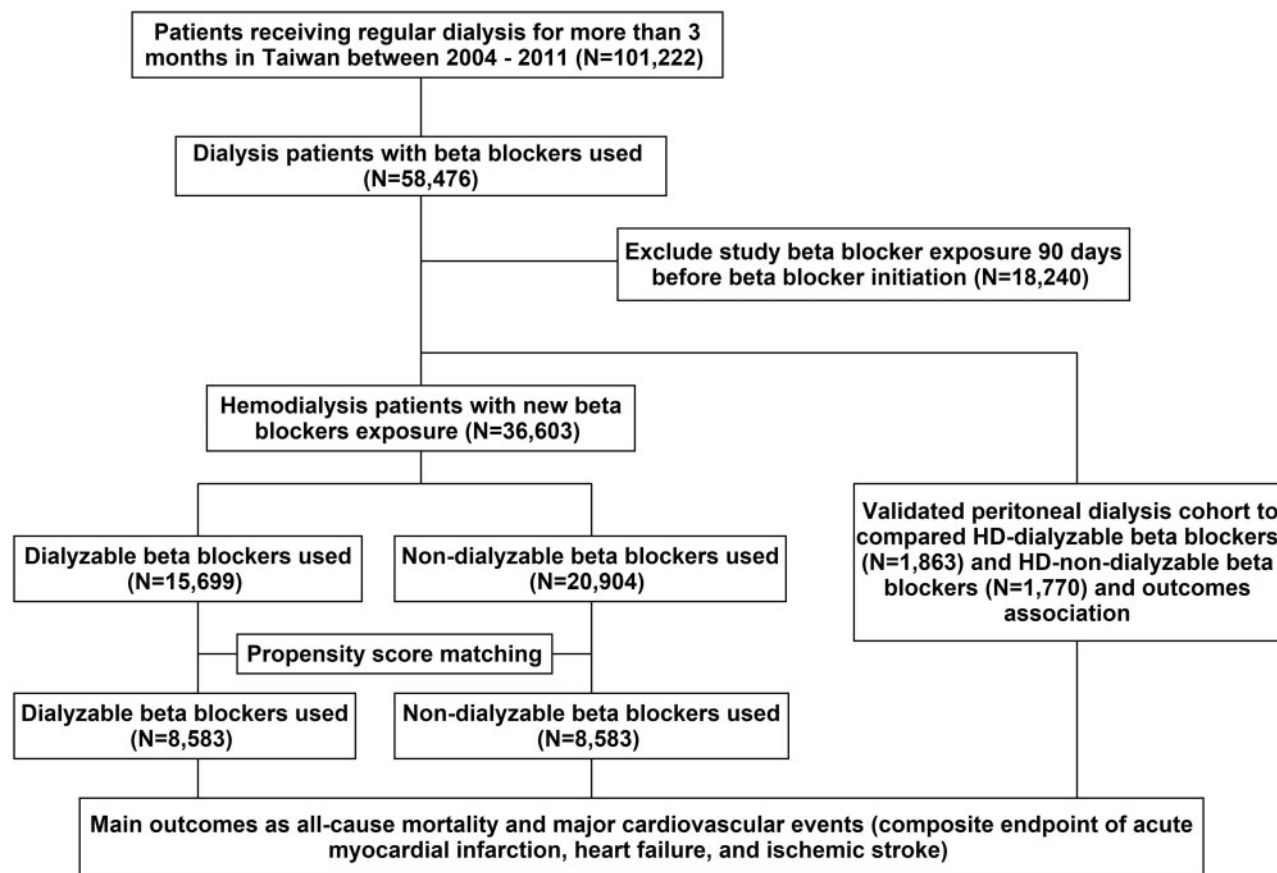 Patients receiving regular dialysis for more than 3
months in Taiwan between 2004 - 2011 (N=101,222)
Dialysis patients with beta blockers used
(N=58,476)
Exclude study beta blocker exposure 90 days
before beta blocker initiation (N=18,240)
Hemodialysis patients with new beta
blockers exposure (N=36,603)
Validated peritoneal dialysis cohort to
compared HD-dialyzable beta blockers
(N=1,863) and HD-non-dialyzable beta
blockers (N=1,770) and outcomes
association
Dialyzable beta blockers used
(N=15,699)
Non-dialyzable beta blockers used
(N=20,904)
Propensity score matching
Dialyzable beta blockers used
(N=8,583)
Non-dialyzable beta blockers used
(N=8,583)
Main outcomes as all-cause mortality and major cardiovascular events (composite endpoint of acute
myocardial infarction, heart failure, and ischemic stroke)